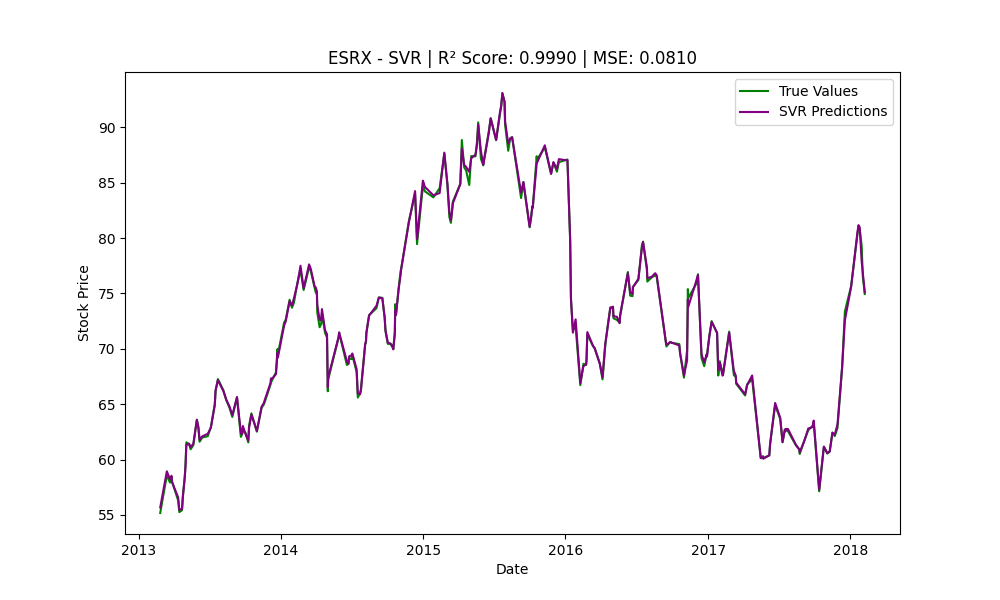 ESRX - SVR | R² Score: 0.9990 | MSE: 0.0810
True Values
SVR Predictions
Stock Price
90
85
80
75
70
65
60
55
2013
2014
2015
2016
2017
2018
Date